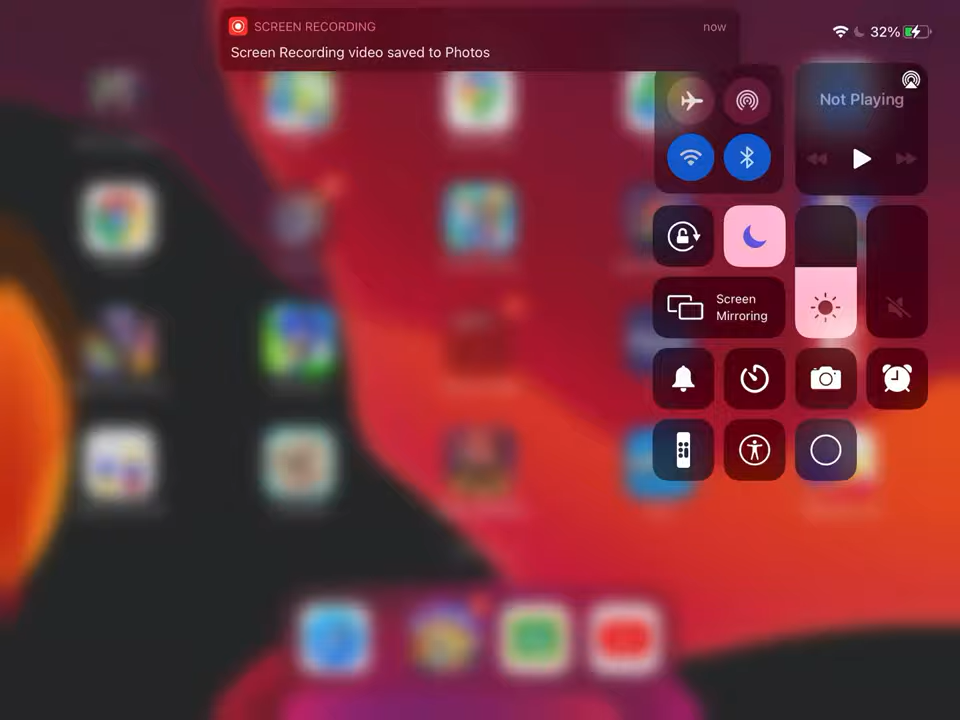 SCREEN RECORDING
now
Screen Recording video saved to Photos
32%
Not Playing
Screen
Mirroring